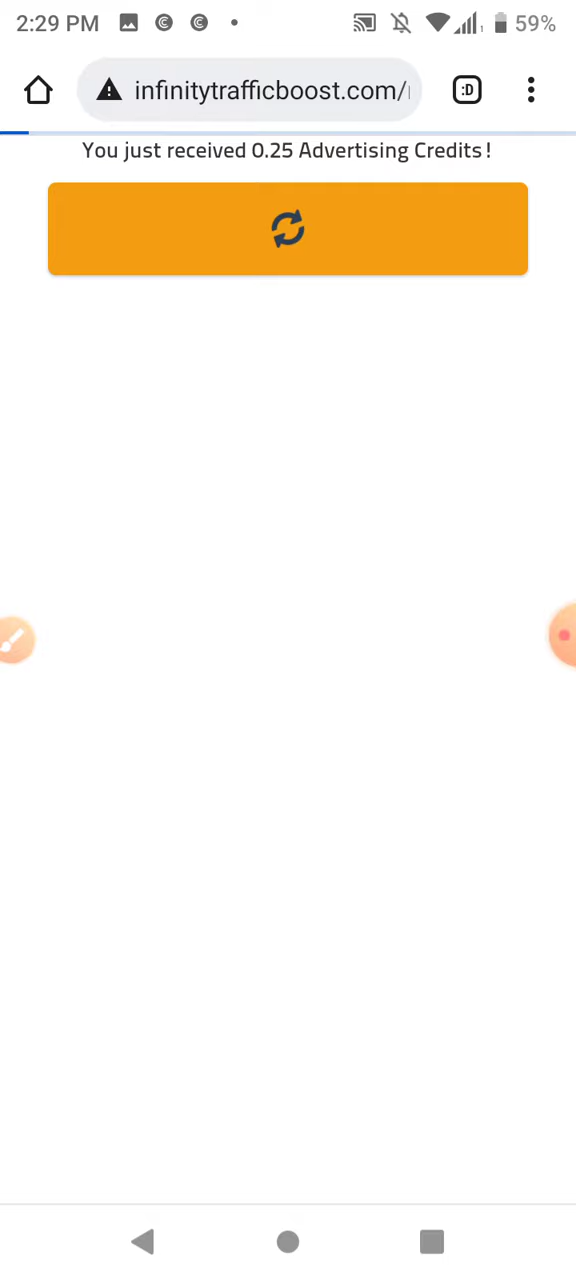 2:29 PM 59%
infinitytrafficboost.com/
:D
You just received 0.25 Advertising Credits!